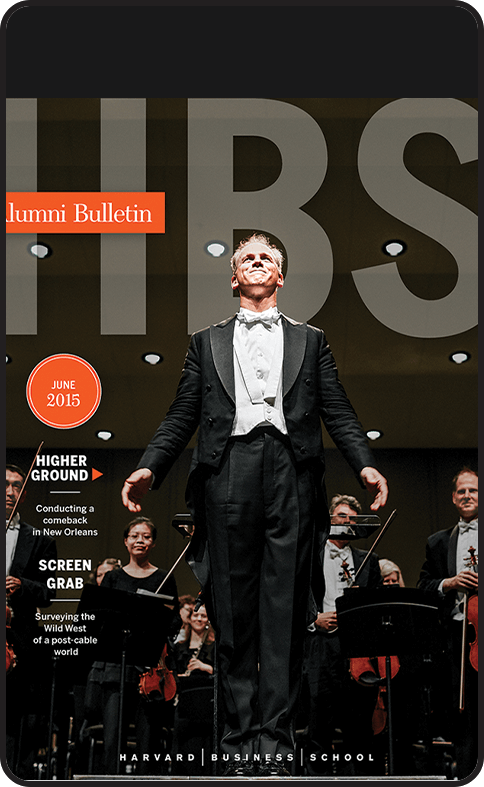 HBS
Alumni Bulletin
JUNE
2015
HIGHER
GROUND
Conducting a
comeback
in New Orleans
SCREEN
GRAB
Surveying the
Wild West
of a post-cable
world
HARVARD | BUSINESS | SCHOOL